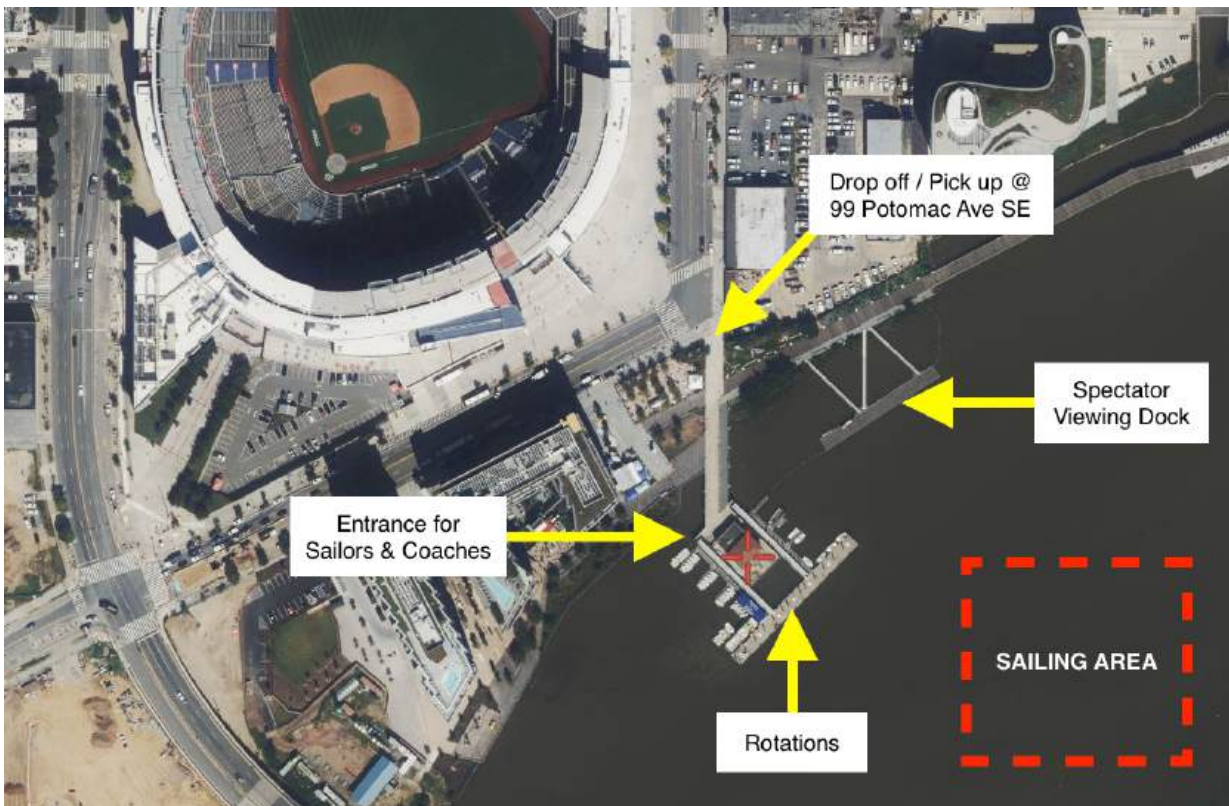 Drop off / Pick up @
99 Potomac Ave SE
Spectator
Viewing Dock
Entrance for
Sailors & Coaches
SAILING AREA
Rotations